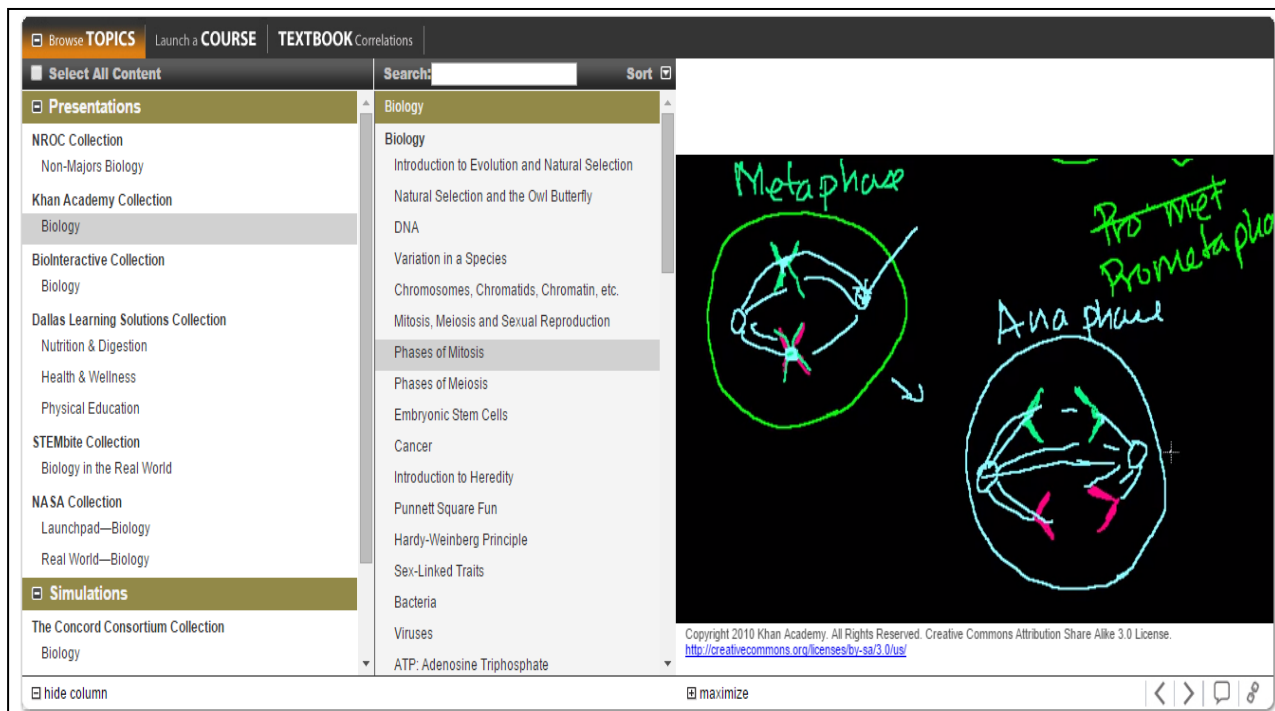 Browse TOPICS
Launch a COURSE
TEXTBOOK Correlations
Select All Content
Presentations
NROC Collection
Non-Majors Biology
Khan Academy Collection
Biology
BioInteractive Collection
Biology
Dallas Learning Solutions Collection
Nutrition & Digestion
Health & Wellness
Physical Education
STEMbite Collection
Biology in the Real World
NASA Collection
Launchpad—Biology
Real World—Biology
Simulations
The Concord Consortium Collection
Biology
hide column
Search:
Sort
Biology
Biology
Introduction to Evolution and Natural Selection
Natural Selection and the Owl Butterfly
DNA
Variation in a Species
Chromosomes, Chromatids, Chromatin, etc.
Mitosis, Meiosis and Sexual Reproduction
Phases of Mitosis
Phases of Meiosis
Embryonic Stem Cells
Cancer
Introduction to Heredity
Punnett Square Fun
Hardy-Weinberg Principle
Sex-Linked Traits
Bacteria
Viruses
ATP: Adenosine Triphosphate
Metaphase
Pro Met
Prometapha
Anaphase
Copyright 2010 Khan Academy. All Rights Reserved. Creative Commons Attribution Share Alike 3.0 License.
http://creativecommons.org/licenses/by-sa/3.0/us/
maximize